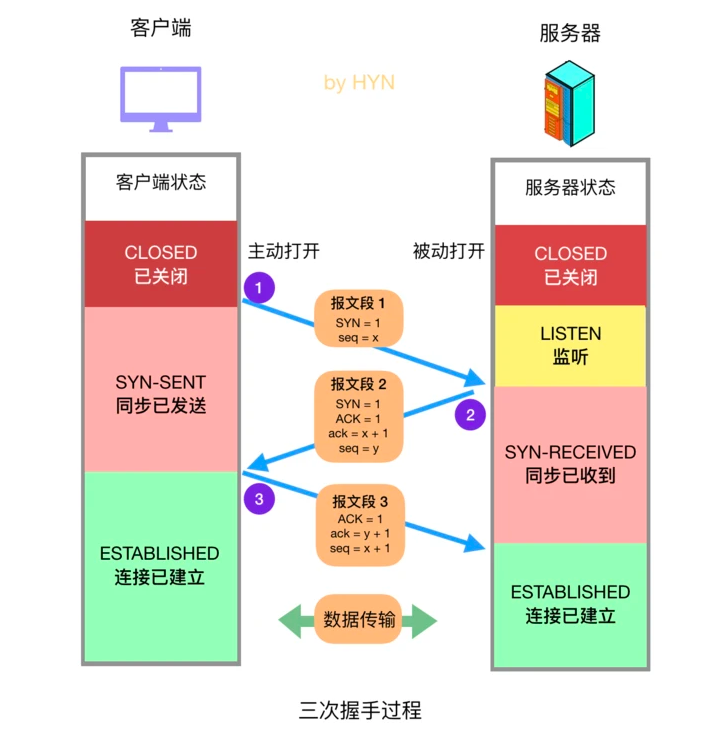 客户端
服务器
by HYN
客户端状态
服务器状态
CLOSED
已关闭
主动打开
被动打开
CLOSED
已关闭
1
报文段 1
SYN = 1
seq = x
LISTEN
监听
SYN-SENT
同步已发送
报文段 2
SYN = 1
ACK = 1
ack = x + 1
seq = y
2
SYN-RECEIVED
同步已收到
3
报文段 3
ACK = 1
ack = y + 1
seq = x + 1
ESTABLISHED
连接已建立
ESTABLISHED
连接已建立
数据传输
三次握手过程